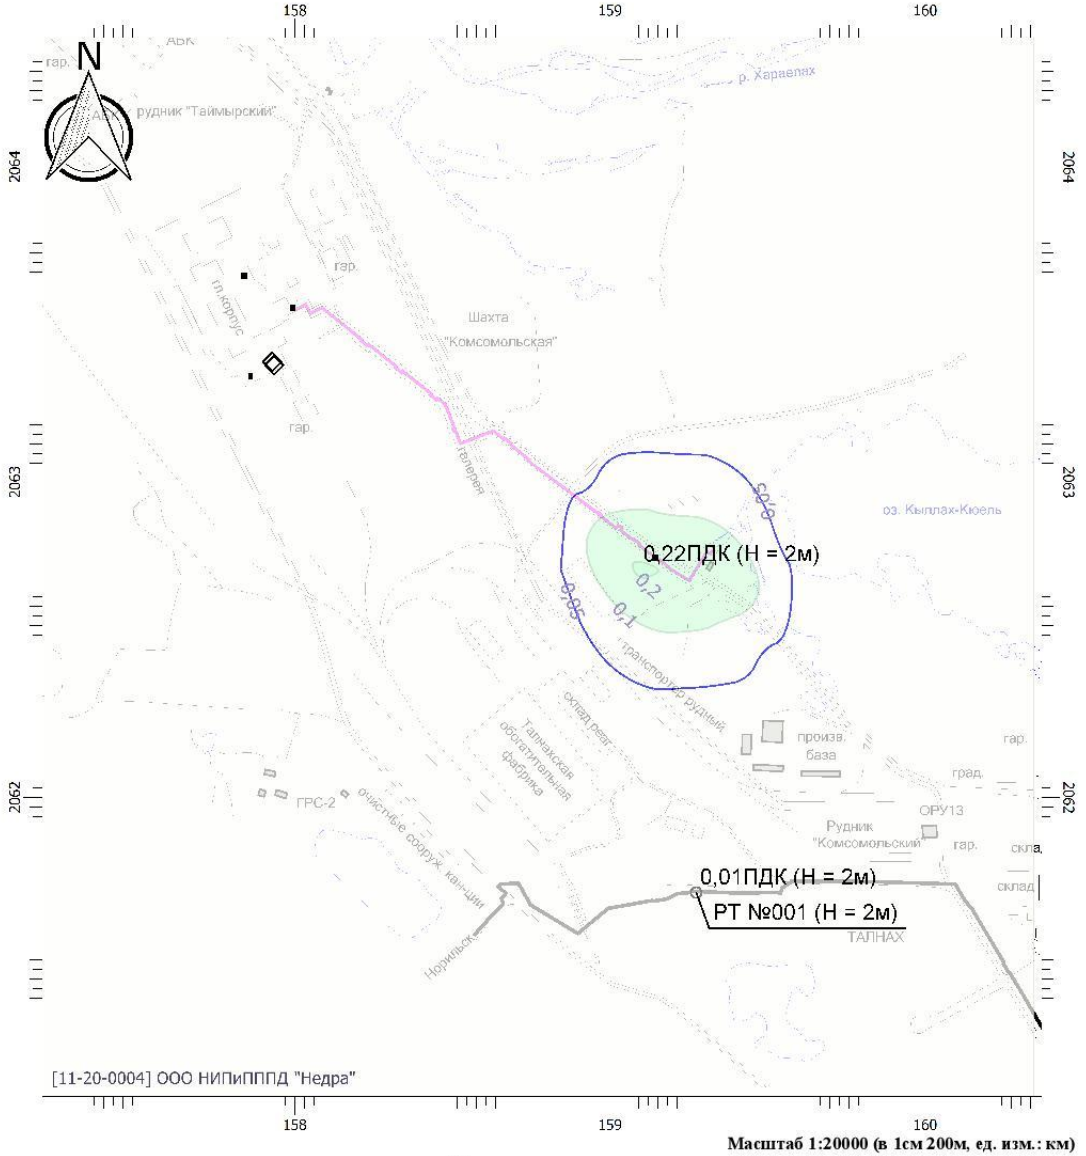 158
159
160
АБК
гар.
N
АБК
рудник "Таймырский"
р. Хараелах
2064
2064
гар.
гл.корпус
Шахта
"Комсомольская"
гар.
галерея
2063
2063
0,05
оз. Кыллах-Кюель
0,22ПДК (Н = 2м)
0,2
0,05
0,1
транспортер рудный
склад реаг.
Талнахская
обогатительная
фабрика
произв.
база
гар.
град.
2062
2062
ГРС-2
очистные сооруж. кан-ции
ОРУ13
Рудник
"Комсомольский"
гар.
скла
0,01ПДК (Н = 2м)
склад
РТ №001 (Н = 2м)
ТАЛНАХ
Норильск
[11-20-0004] ООО НИПиПППД "Недра"
158
159
160
Масштаб 1:20000 (в 1см 200м, ед. изм.: км)